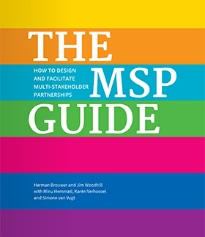 THE
HOW TO DESIGN
AND FACILITATE
MULTI-STAKEHOLDER
PARTNERSHIPS
MSP
GUIDE
Herman Brouwer and Jim Woodhill
with Minu Hemmati, Karèn Verhoosel
and Simone van Vugt